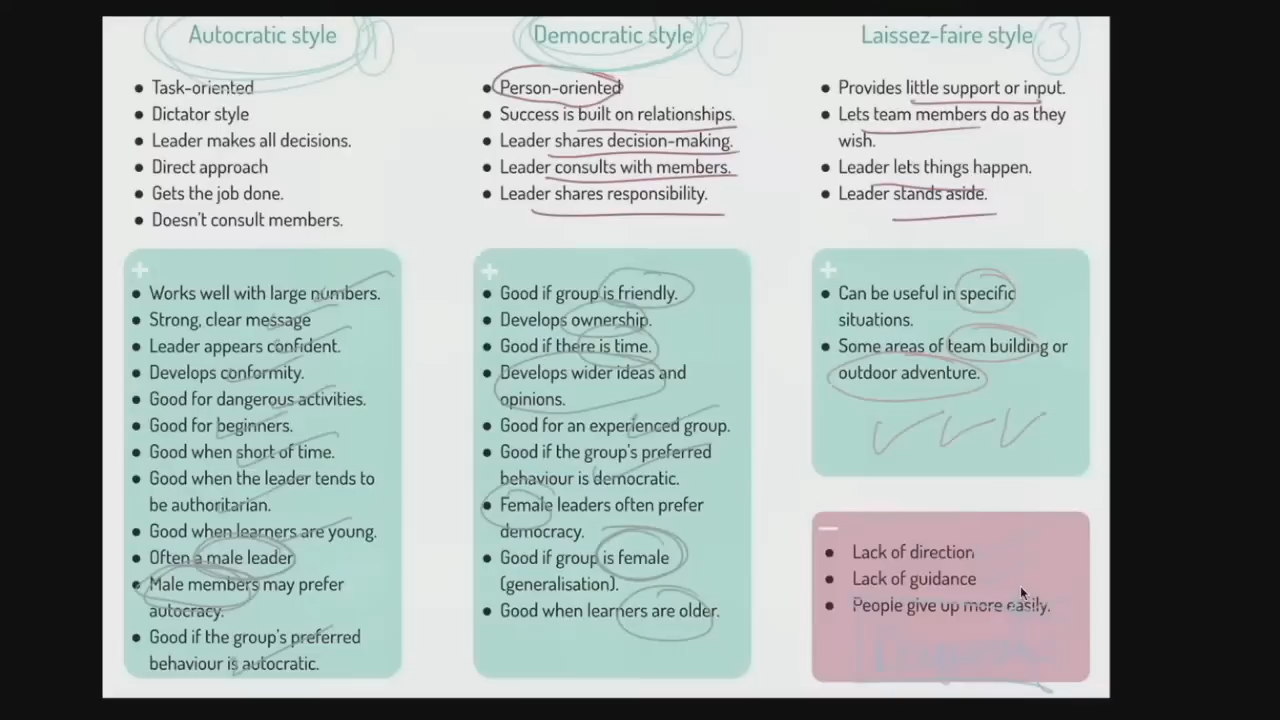 Autocratic style 1
• Task-oriented
• Dictator style
• Leader makes all decisions.
• Direct approach
• Gets the job done.
• Doesn't consult members.
+
• Works well with large numbers.
• Strong, clear message
• Leader appears confident.
• Develops conformity.
• Good for dangerous activities.
• Good for beginners.
• Good when short of time.
• Good when the leader tends to
be authoritarian.
• Good when learners are young.
• Often a male leader
• Male members may prefer
autocracy.
• Good if the group's preferred
behaviour is autocratic.
Democratic style 2
• Person-oriented
• Success is built on relationships.
• Leader shares decision-making.
• Leader consults with members.
• Leader shares responsibility.
+
• Good if group is friendly.
• Develops ownership.
• Good if there is time.
• Develops wider ideas and
opinions.
• Good for an experienced group.
• Good if the group's preferred
behaviour is democratic.
• Female leaders often prefer
democracy.
• Good if group is female
(generalisation).
• Good when learners are older.
Laissez-faire style 3
• Provides little support or input.
• Lets team members do as they
wish.
• Leader lets things happen.
• Leader stands aside.
+
• Can be useful in specific
situations.
• Some areas of team building or
outdoor adventure.
−
• Lack of direction
• Lack of guidance
• People give up more easily.